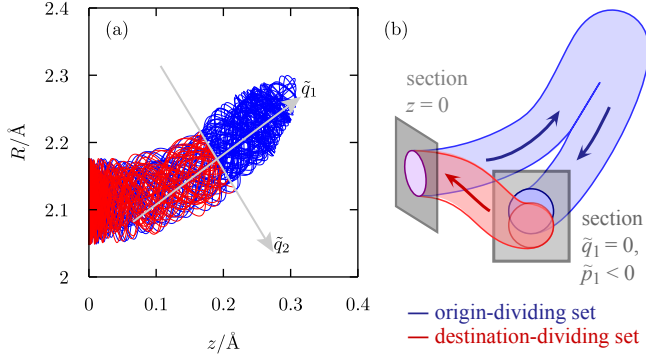 (a)
2.4
2.3
2.2
2.1
2
R/Å
0
0.1
0.2
0.3
0.4
z/Å
q̃₁
q̃₂
(b)
section
z = 0
section
q̃₁ = 0,
p̃₁ < 0
origin-dividing set
destination-dividing set